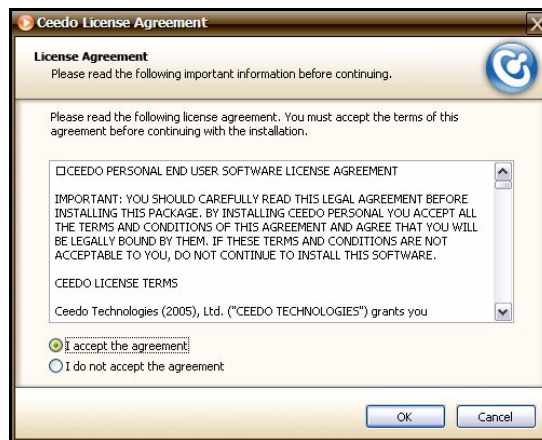 Ceedo License Agreement
License Agreement
Please read the following important information before continuing.
Please read the following license agreement. You must accept the terms of this
agreement before continuing with the installation.
□CEEDO PERSONAL END USER SOFTWARE LICENSE AGREEMENT
IMPORTANT: YOU SHOULD CAREFULLY READ THIS LEGAL AGREEMENT BEFORE
INSTALLING THIS PACKAGE. BY INSTALLING CEEDO PERSONAL YOU ACCEPT ALL
THE TERMS AND CONDITIONS OF THIS AGREEMENT AND AGREE THAT YOU WILL
BE LEGALLY BOUND BY THEM. IF THESE TERMS AND CONDITIONS ARE NOT
ACCEPTABLE TO YOU, DO NOT CONTINUE TO INSTALL THIS SOFTWARE.
CEEDO LICENSE TERMS
Ceedo Technologies (2005), Ltd. ("CEEDO TECHNOLOGIES") grants you
I accept the agreement
I do not accept the agreement
OK
Cancel